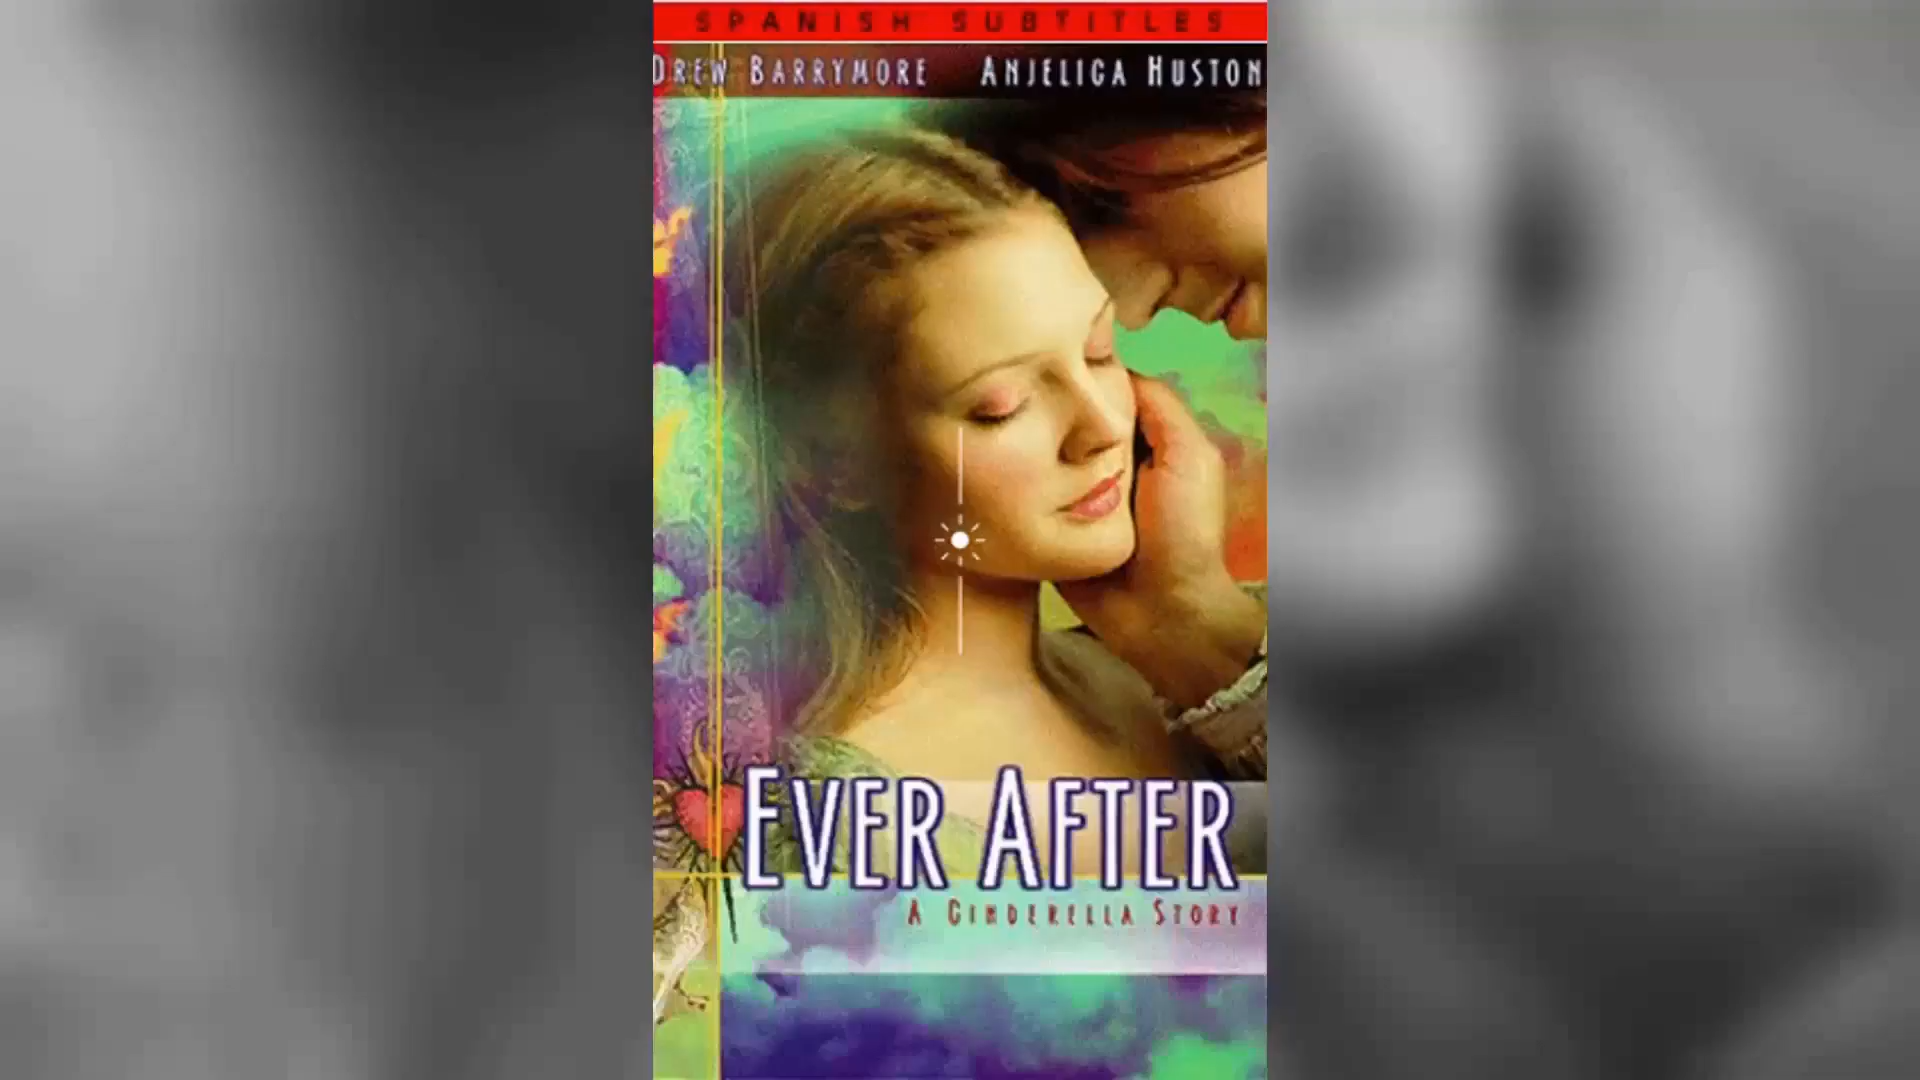 SPANISH SUBTITLES
DREW BARRYMORE ANJELICA HUSTON
EVER AFTER
A CINDERELLA STORY